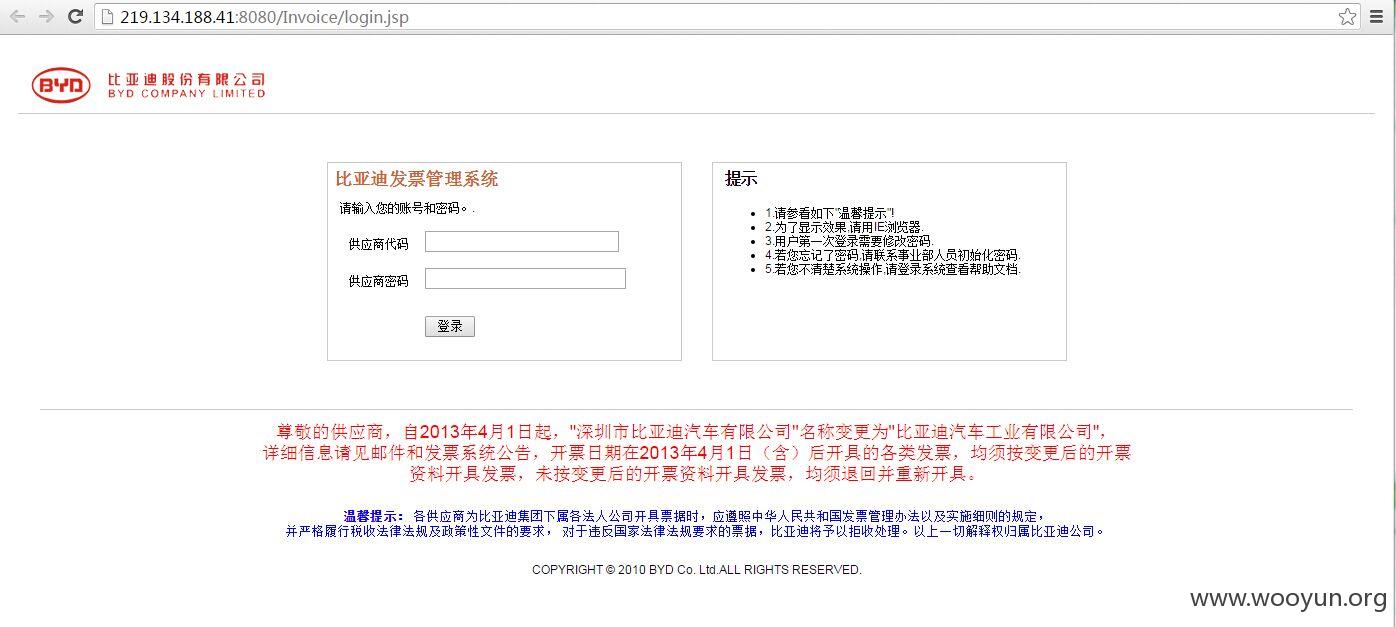 219.134.188.41:8080/Invoice/login.jsp
BYD 比亚迪股份有限公司
BYD COMPANY LIMITED
比亚迪发票管理系统
请输入您的账号和密码。.
供应商代码
供应商密码
登录
提示
1.请参看如下"温馨提示"!
2.为了显示效果,请用IE浏览器.
3.用户第一次登录需要修改密码.
4.若您忘记了密码,请联系事业部人员初始化密码.
5.若您不清楚系统操作,请登录系统查看帮助文档.
尊敬的供应商，自2013年4月1日起，"深圳市比亚迪汽车有限公司"名称变更为"比亚迪汽车工业有限公司"，
详细信息请见邮件和发票系统公告，开票日期在2013年4月1日（含）后开具的各类发票，均须按变更后的开票
资料开具发票，未按变更后的开票资料开具发票，均须退回并重新开具。
温馨提示： 各供应商为比亚迪集团下属各法人公司开具票据时，应遵照中华人民共和国发票管理办法以及实施细则的规定，
并严格履行税收法律法规及政策性文件的要求， 对于违反国家法律法规要求的票据，比亚迪将予以拒收处理。以上一切解释权归属比亚迪公司。
COPYRIGHT © 2010 BYD Co. Ltd.ALL RIGHTS RESERVED.
www.wooyun.org